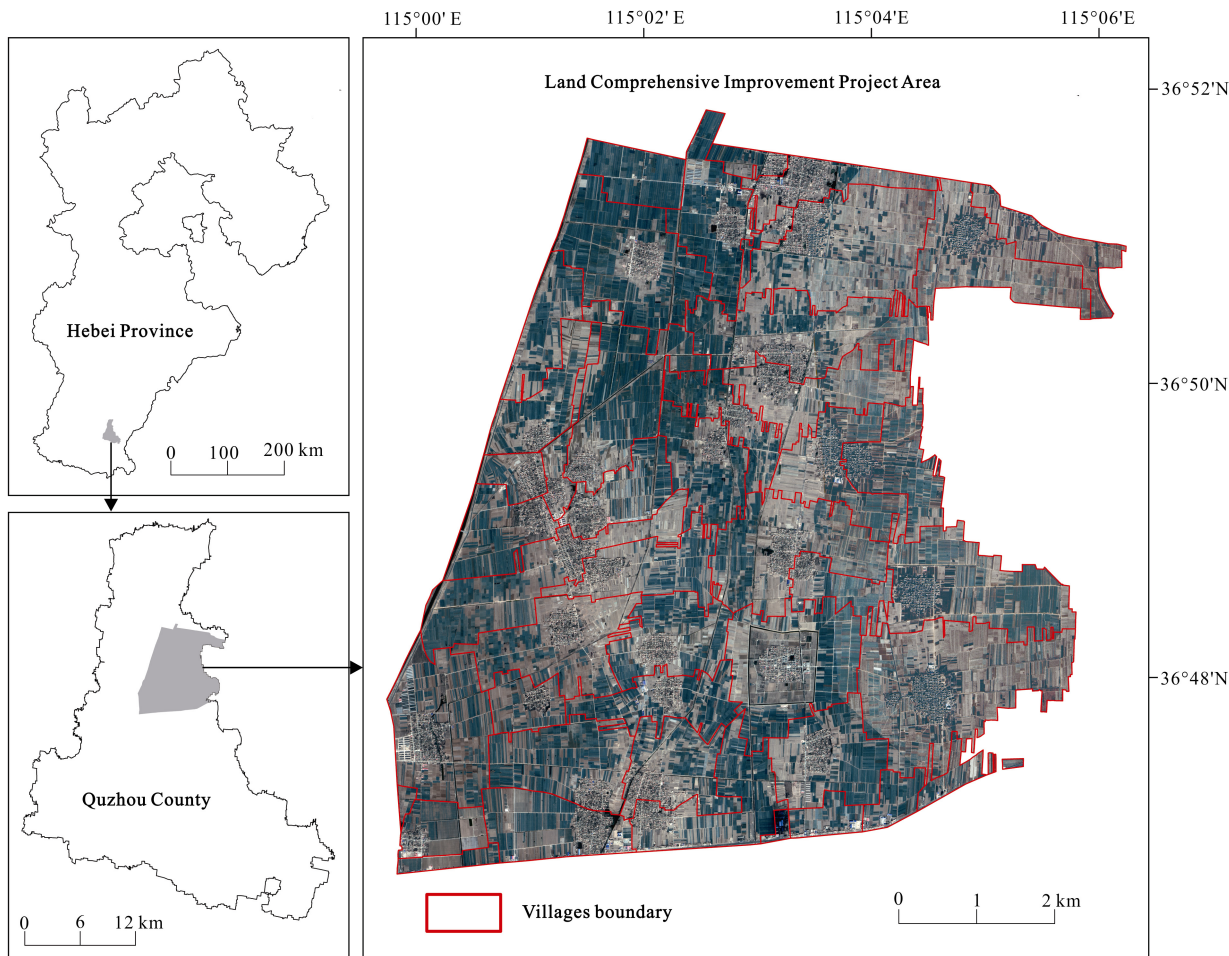 115°00′ E 115°02′ E 115°04′ E 115°06′ E
Land Comprehensive Improvement Project Area
36°52′N
Hebei Province
0 100 200 km
36°50′N
36°48′N
Quzhou County
0 6 12 km
Villages boundary
0 1 2 km